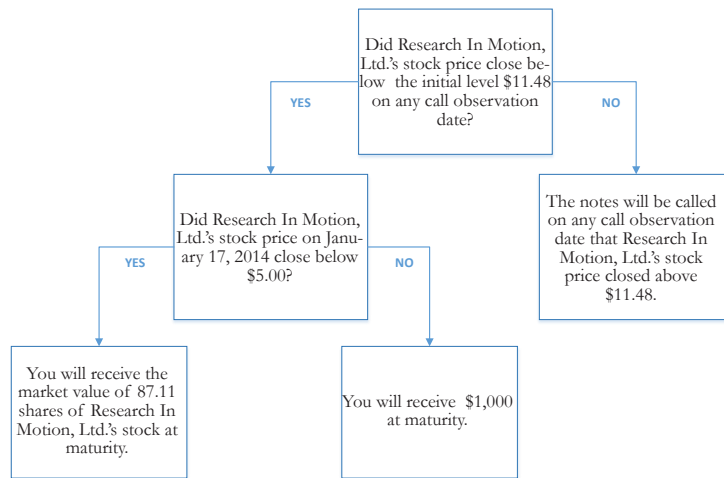 Did Research In Motion,
Ltd.'s stock price close be-
low the initial level $11.48
on any call observation
date?
YES
NO
Did Research In Motion,
Ltd.'s stock price on Janu-
ary 17, 2014 close below
$5.00?
The notes will be called
on any call observation
date that Research In
Motion, Ltd.'s stock
price closed above
$11.48.
YES
NO
You will receive the
market value of 87.11
shares of Research In
Motion, Ltd.'s stock at
maturity.
You will receive $1,000
at maturity.